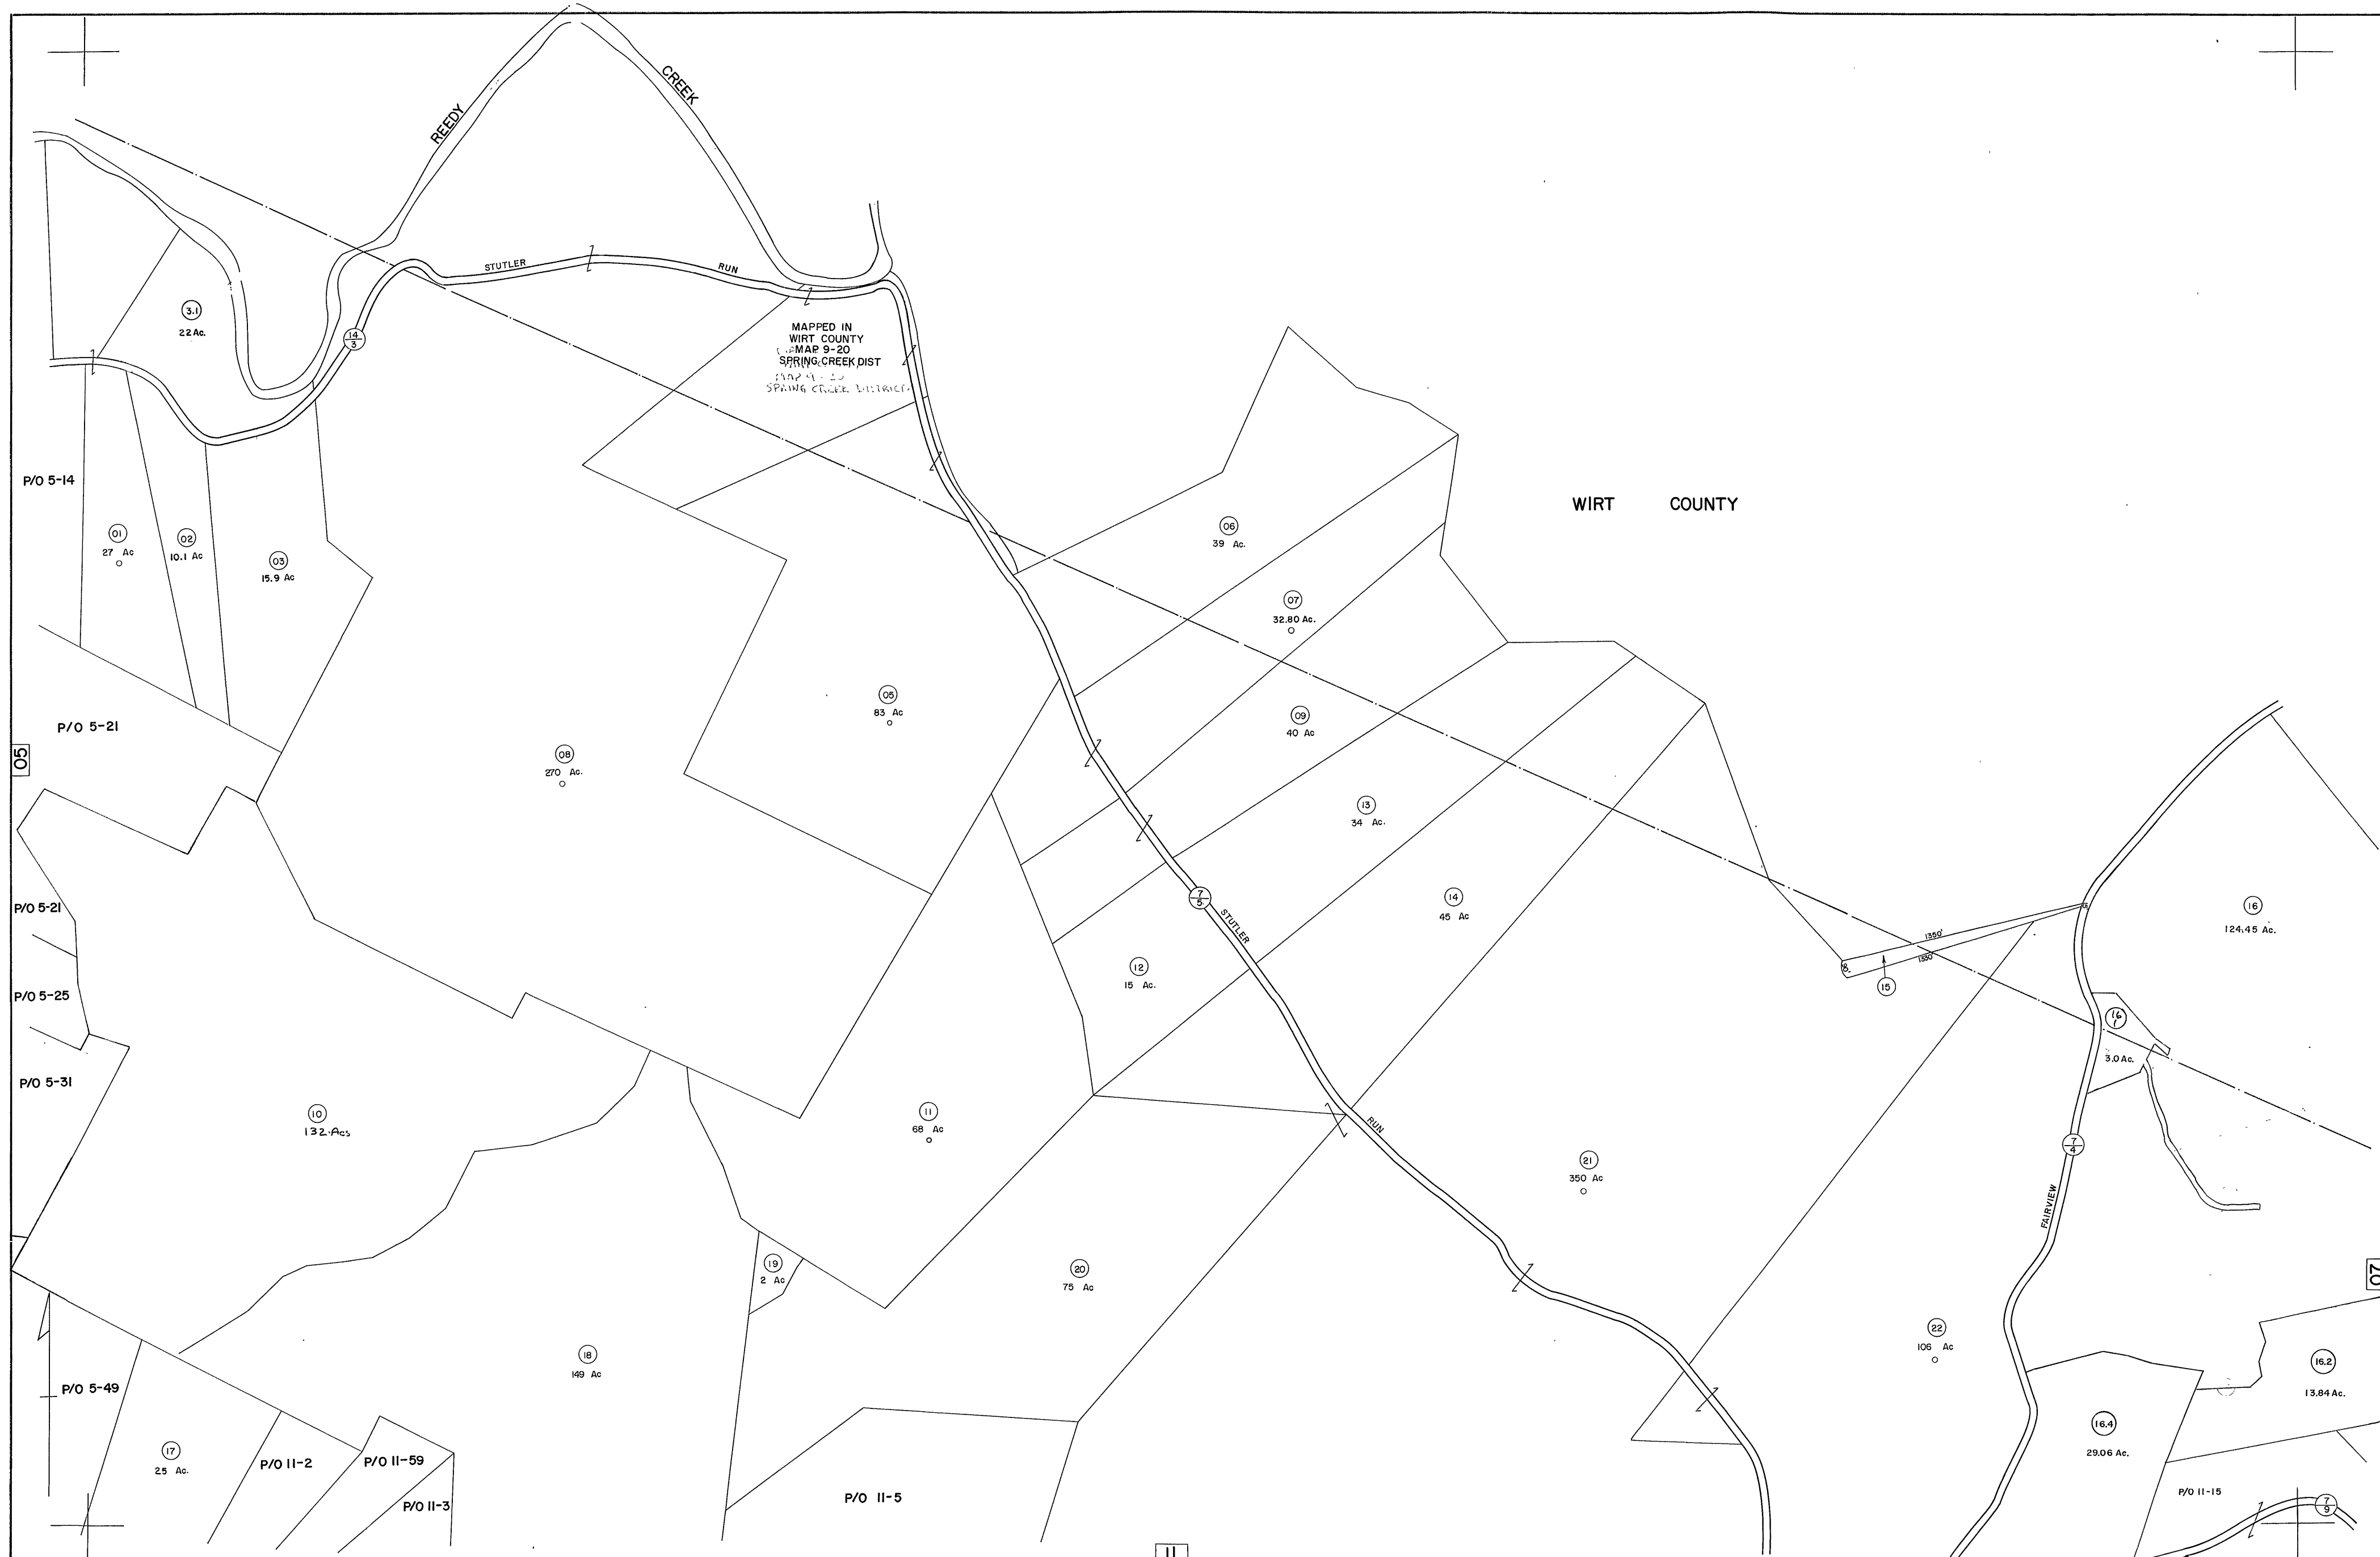 REEDY
CREEK
STUTLER
RUN
3.1
22 Ac.
14
3
MAPPED IN
WIRT COUNTY
MAP 9-20
SPRING CREEK DIST
MAP 9-20
SPRING CREEK DISTRICT
P/O 5-14
WIRT COUNTY
01
27 Ac
02
10.1 Ac
03
15.9 Ac
06
39 Ac.
07
32.80 Ac.
05
83 Ac
09
40 Ac
P/O 5-21
05
08
270 Ac.
13
34 Ac.
7
5
STUTLER
14
45 Ac
16
124.45 Ac.
P/O 5-21
1350'
1350'
15
12
15 Ac.
P/O 5-25
16
1
3.0 Ac.
P/O 5-31
10
132 Acs
11
68 Ac
RUN
7
4
21
350 Ac
FAIRVIEW
19
2 Ac
20
75 Ac
07
22
106 Ac
18
149 Ac
16.2
13.84 Ac.
P/O 5-49
16.4
29.06 Ac.
17
25 Ac.
P/O 11-2
P/O 11-59
P/O 11-3
P/O 11-5
P/O 11-15
7
9
11